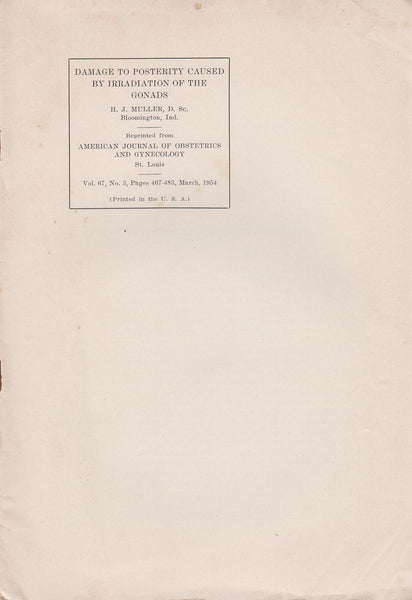 DAMAGE TO POSTERITY CAUSED
BY IRRADIATION OF THE
GONADS
H. J. MULLER, D. Sc.
Bloomington, Ind.
Reprinted from
AMERICAN JOURNAL OF OBSTETRICS
AND GYNECOLOGY
St. Louis
Vol. 67, No. 3, Pages 467-483, March, 1954
(Printed in the U. S. A.)